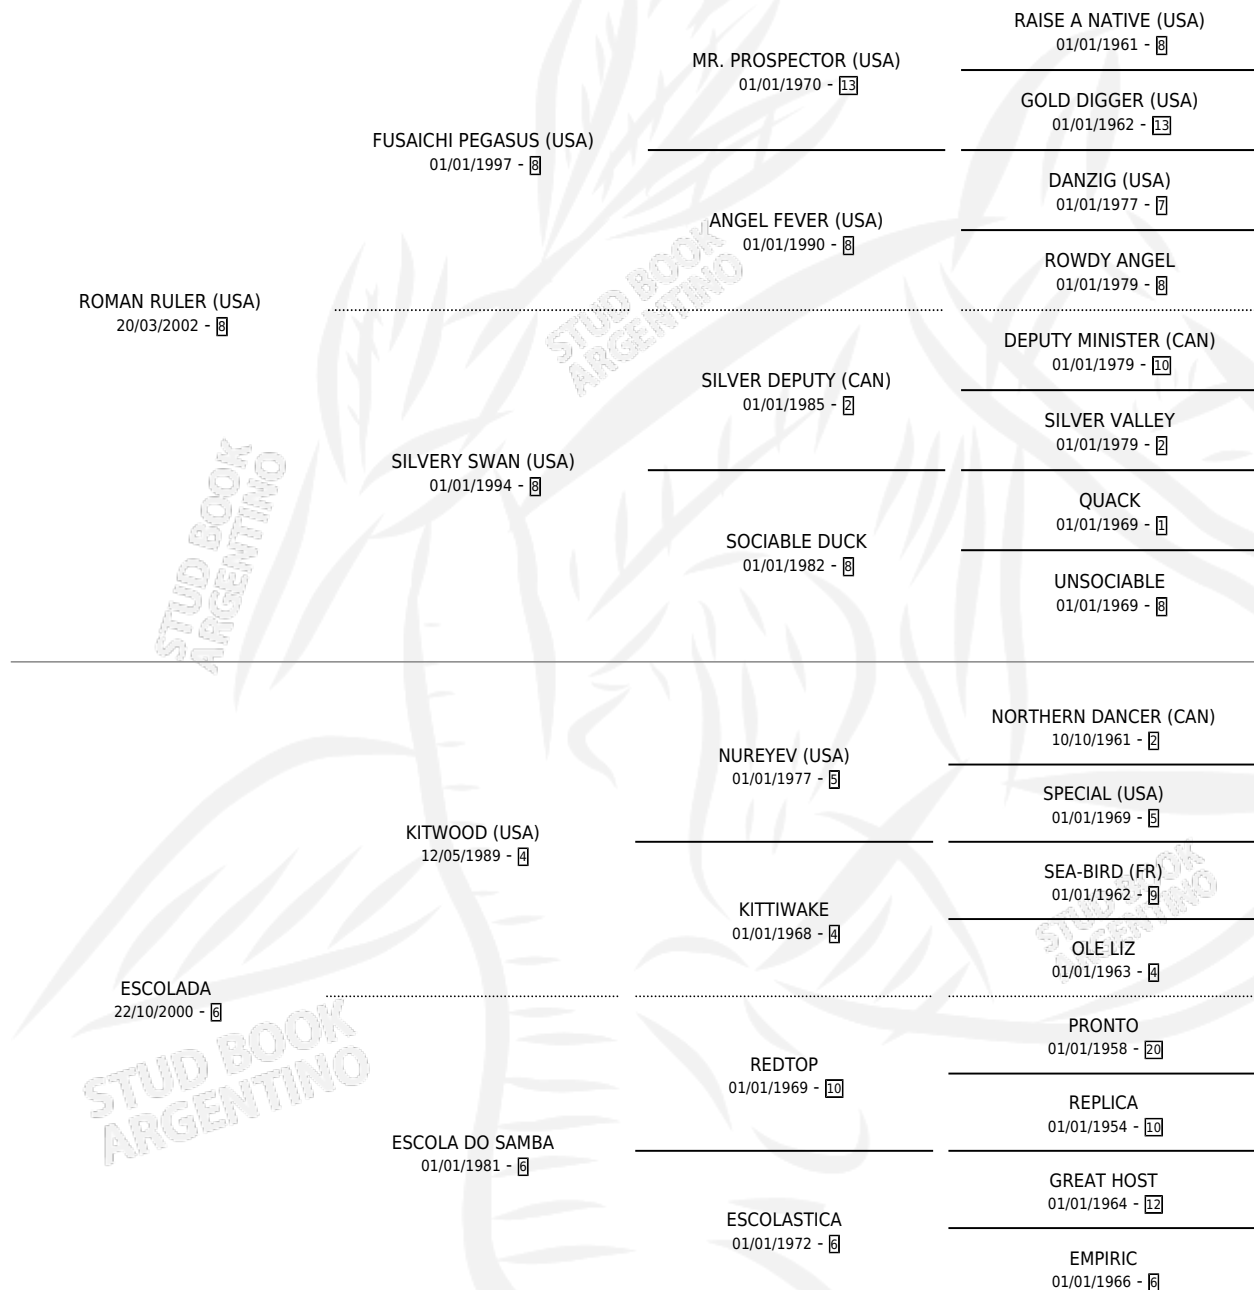 RAISE A NATIVE (USA)
01/01/1961 - 8
MR. PROSPECTOR (USA)
01/01/1970 - 13
GOLD DIGGER (USA)
01/01/1962 - 13
FUSAICHI PEGASUS (USA)
01/01/1997 - 8
DANZIG (USA)
01/01/1977 - 7
ANGEL FEVER (USA)
01/01/1990 - 8
ROWDY ANGEL
01/01/1979 - 8
ROMAN RULER (USA)
20/03/2002 - 8
DEPUTY MINISTER (CAN)
01/01/1979 - 10
SILVER DEPUTY (CAN)
01/01/1985 - 2
SILVER VALLEY
01/01/1979 - 2
SILVERY SWAN (USA)
01/01/1994 - 8
QUACK
01/01/1969 - 1
SOCIABLE DUCK
01/01/1982 - 8
UNSOCIABLE
01/01/1969 - 8
NORTHERN DANCER (CAN)
10/10/1961 - 2
NUREYEV (USA)
01/01/1977 - 5
SPECIAL (USA)
01/01/1969 - 5
KITWOOD (USA)
12/05/1989 - 4
SEA-BIRD (FR)
01/01/1962 - 9
KITTIWAKE
01/01/1968 - 4
OLE LIZ
01/01/1963 - 4
ESCOLADA
22/10/2000 - 6
PRONTO
01/01/1958 - 20
REDTOP
01/01/1969 - 10
REPLICA
01/01/1954 - 10
ESCOLA DO SAMBA
01/01/1981 - 6
GREAT HOST
01/01/1964 - 12
ESCOLASTICA
01/01/1972 - 6
EMPIRIC
01/01/1966 - 6
STUD BOOK
ARGENTINO
STUD BOOK
ARGENTINO
STUD BOOK
ARGENTINO
STUD BOOK
ARGENTINO